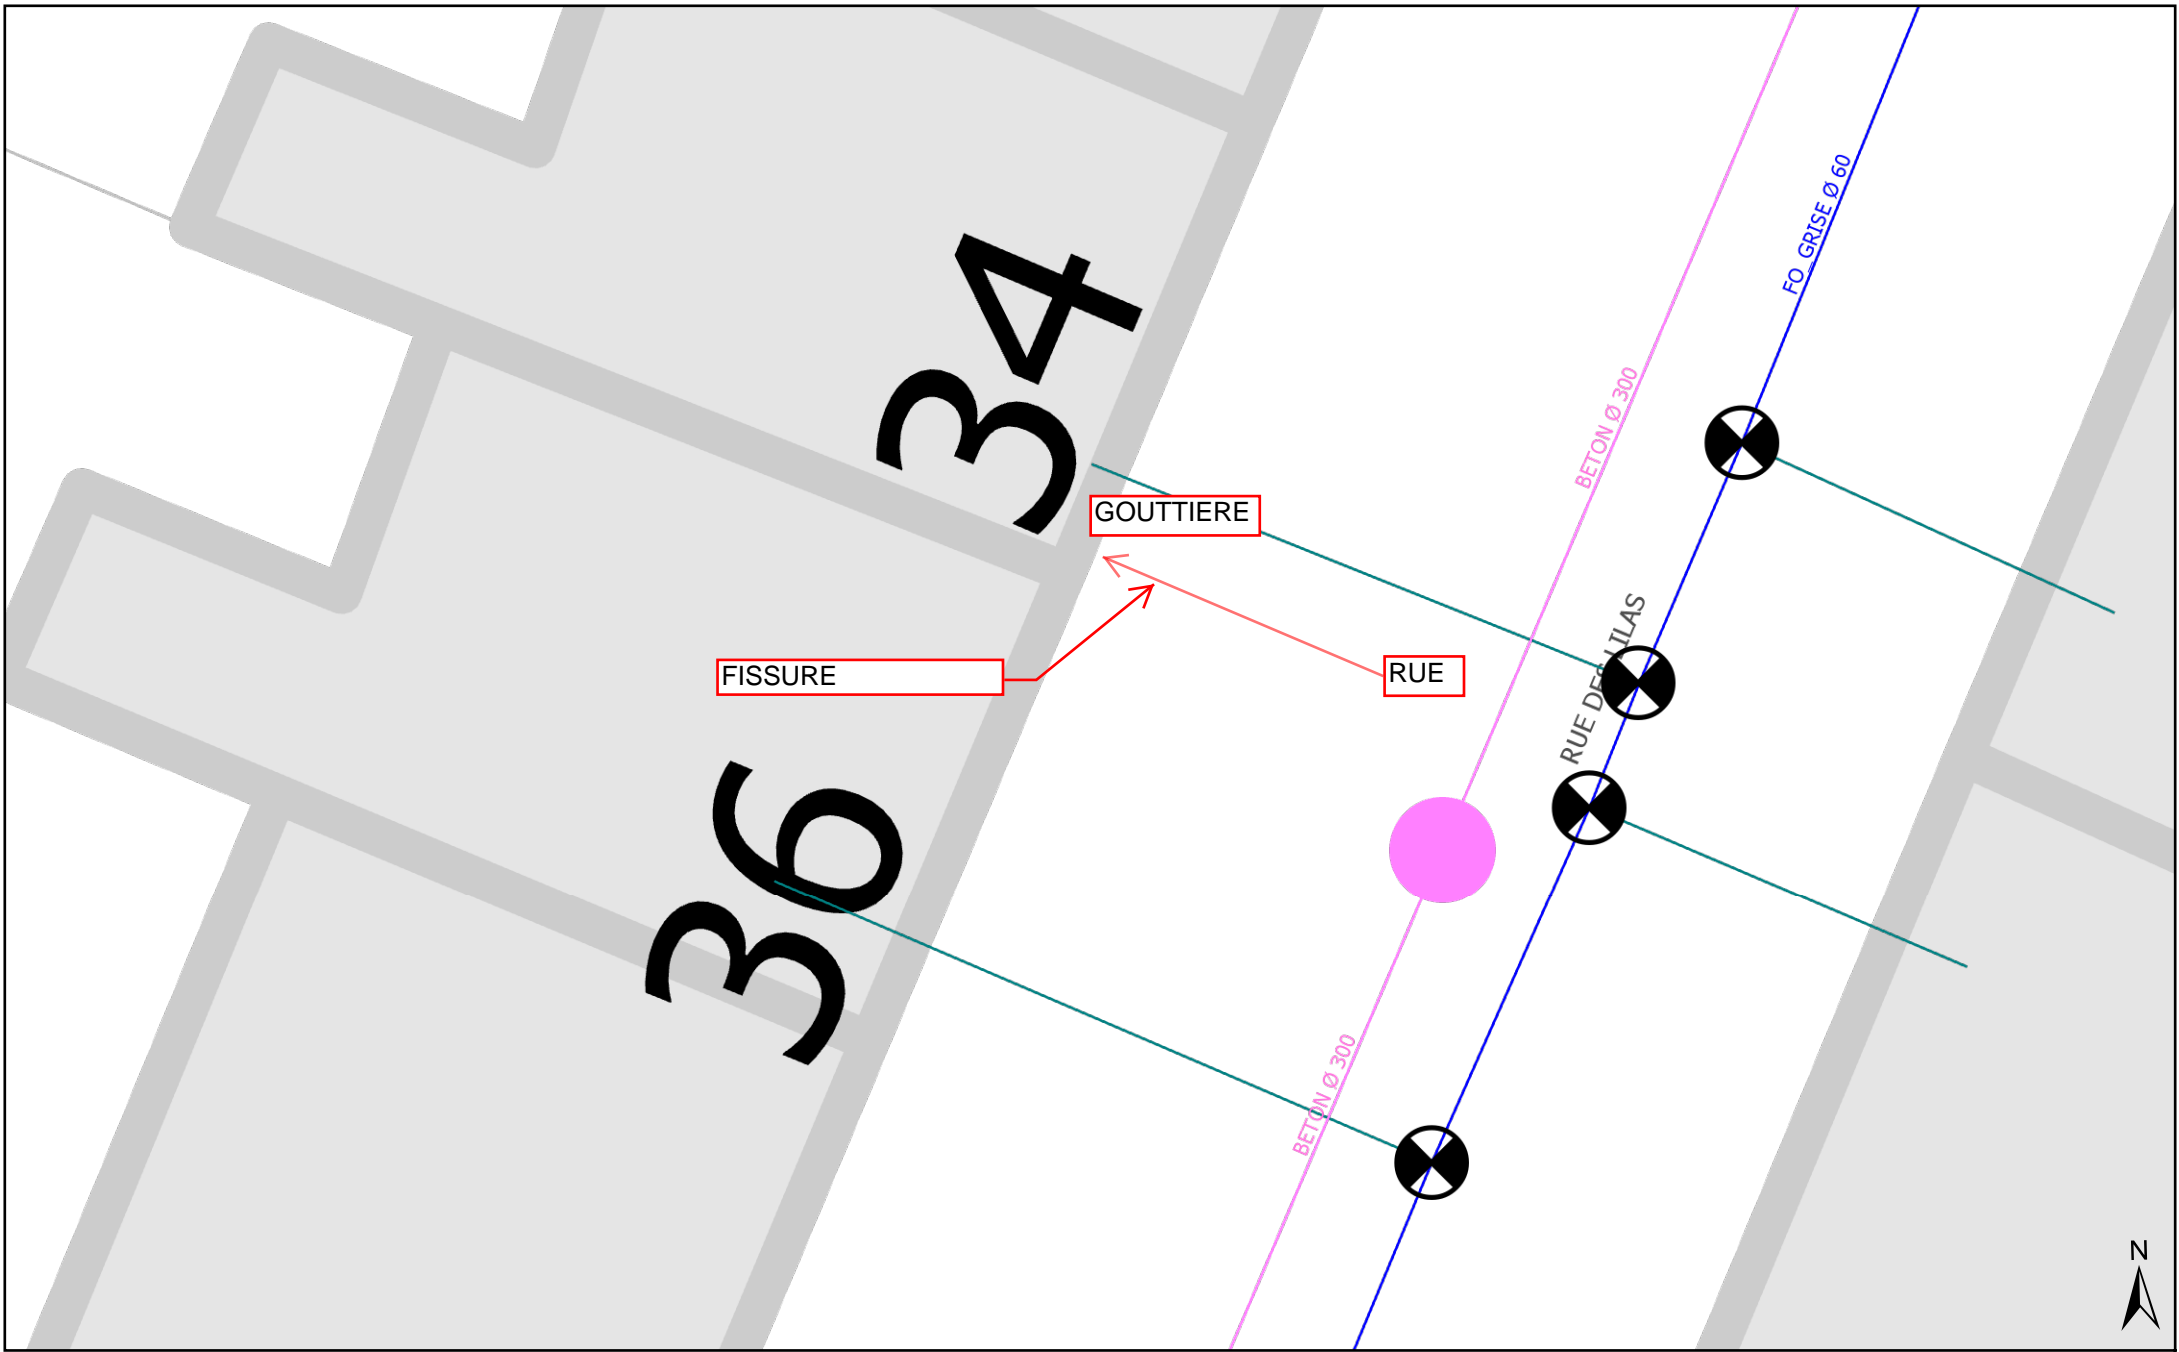 FO_GRISE Ø 60
34
BETON Ø 300
GOUTTIERE
RUE DES LILAS
FISSURE
RUE
36
BETON Ø 300
N